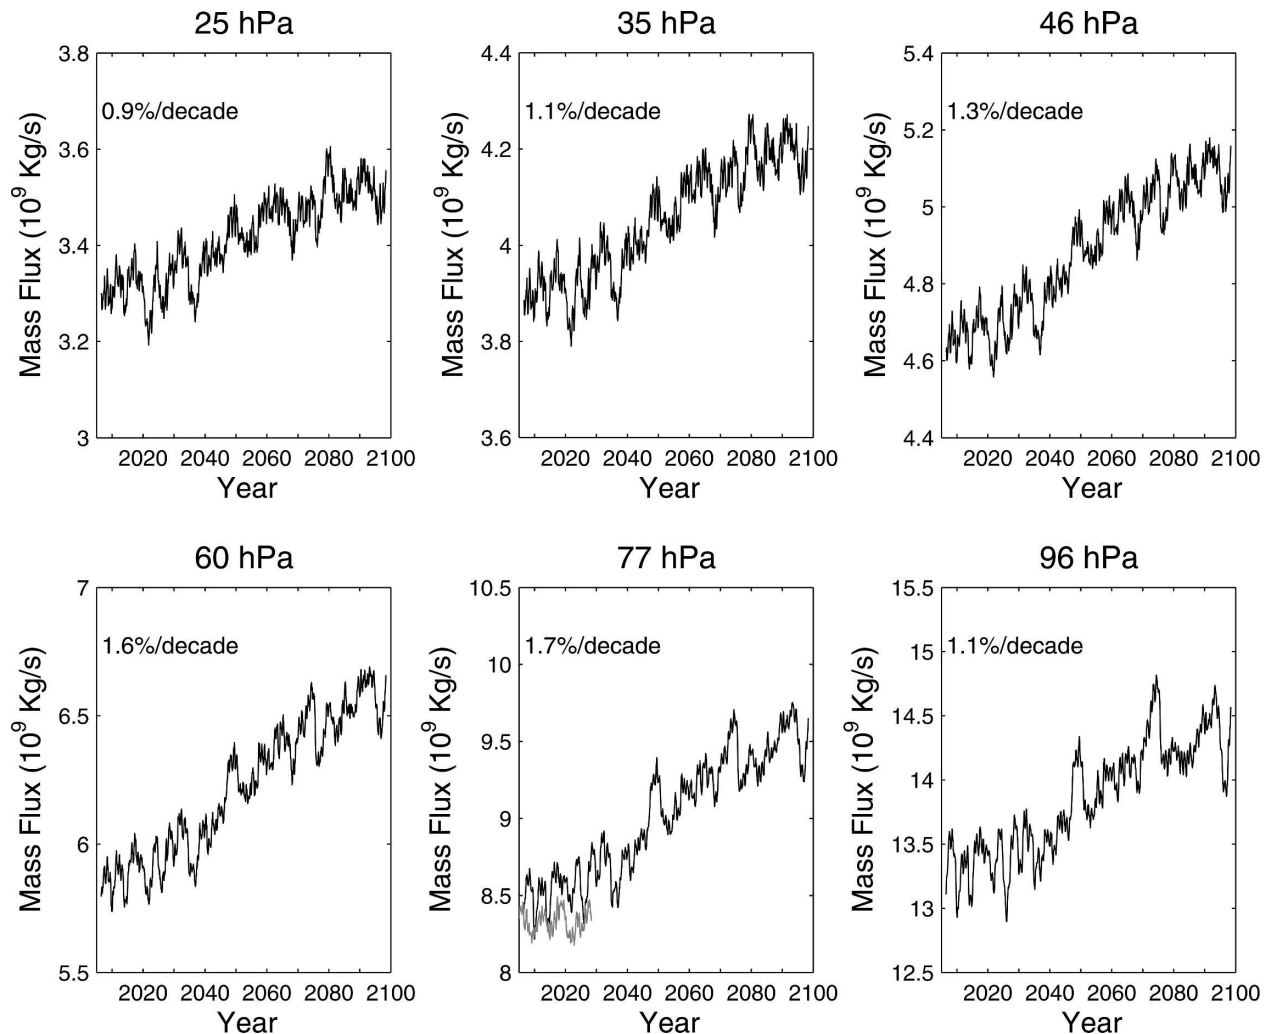 25 hPa
35 hPa
46 hPa
3.8
3.6
3.4
3.2
3
0.9%/decade
Mass Flux (10⁹ Kg/s)
2020 2040 2060 2080 2100
Year
4.4
4.2
4
3.8
3.6
1.1%/decade
Mass Flux (10⁹ Kg/s)
2020 2040 2060 2080 2100
Year
5.4
5.2
5
4.8
4.6
4.4
1.3%/decade
Mass Flux (10⁹ Kg/s)
2020 2040 2060 2080 2100
Year
60 hPa
77 hPa
96 hPa
7
6.5
6
5.5
1.6%/decade
Mass Flux (10⁹ Kg/s)
2020 2040 2060 2080 2100
Year
10.5
10
9.5
9
8.5
8
1.7%/decade
Mass Flux (10⁹ Kg/s)
2020 2040 2060 2080 2100
Year
15.5
15
14.5
14
13.5
13
12.5
1.1%/decade
Mass Flux (10⁹ Kg/s)
2020 2040 2060 2080 2100
Year